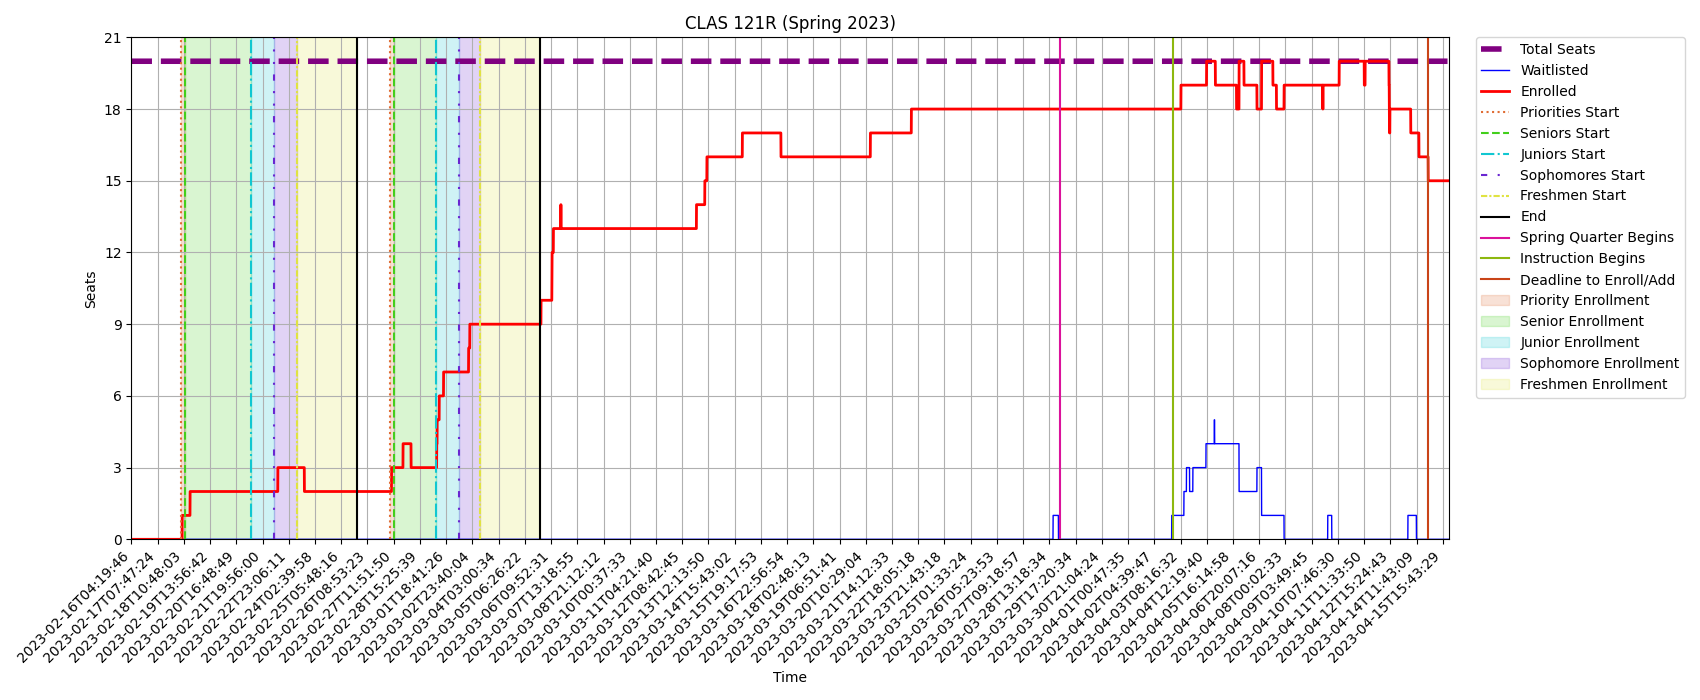 CLAS 121R (Spring 2023)
Seats
21
18
15
12
9
6
3
0
2023-02-16T04:19:46
2023-02-17T07:47:24
2023-02-18T10:48:03
2023-02-19T13:56:42
2023-02-20T16:48:49
2023-02-21T19:56:00
2023-02-22T23:06:11
2023-02-24T02:39:58
2023-02-25T05:48:16
2023-02-26T08:53:23
2023-02-27T11:51:50
2023-02-28T15:25:39
2023-03-01T18:41:26
2023-03-02T23:40:04
2023-03-04T03:00:34
2023-03-05T06:26:22
2023-03-06T09:52:31
2023-03-07T13:18:55
2023-03-08T21:12:12
2023-03-10T00:37:33
2023-03-11T04:21:40
2023-03-12T08:42:45
2023-03-13T12:13:50
2023-03-14T15:43:02
2023-03-15T19:17:53
2023-03-16T22:56:54
2023-03-18T02:48:13
2023-03-19T06:51:41
2023-03-20T10:29:04
2023-03-21T14:12:33
2023-03-22T18:05:18
2023-03-23T21:43:18
2023-03-25T01:33:24
2023-03-26T05:23:53
2023-03-27T09:18:57
2023-03-28T13:18:34
2023-03-29T17:20:34
2023-03-30T21:04:24
2023-04-01T00:47:35
2023-04-02T04:39:47
2023-04-03T08:16:32
2023-04-04T12:19:40
2023-04-05T16:14:58
2023-04-06T20:07:16
2023-04-08T00:02:33
2023-04-09T03:49:45
2023-04-10T07:46:30
2023-04-11T11:33:50
2023-04-12T15:24:43
2023-04-14T11:43:09
2023-04-15T15:43:29
Time
Total Seats
Waitlisted
Enrolled
Priorities Start
Seniors Start
Juniors Start
Sophomores Start
Freshmen Start
End
Spring Quarter Begins
Instruction Begins
Deadline to Enroll/Add
Priority Enrollment
Senior Enrollment
Junior Enrollment
Sophomore Enrollment
Freshmen Enrollment